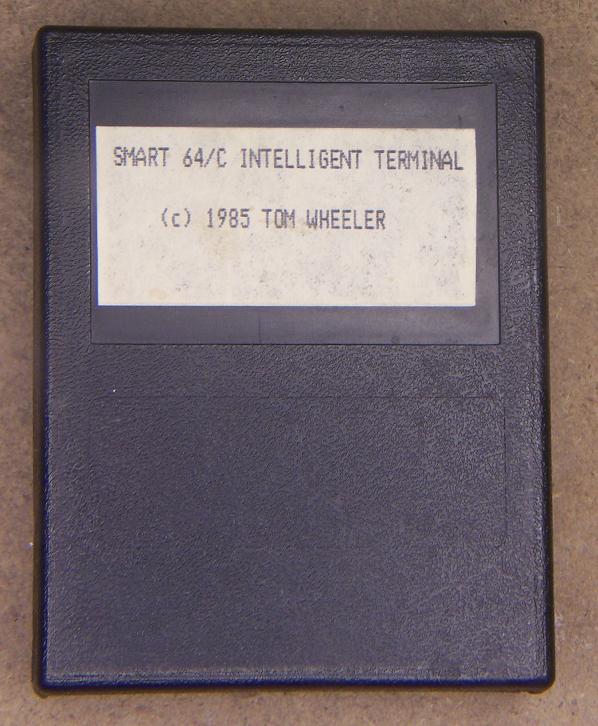 SMART 64/C INTELLIGENT TERMINAL
(c) 1985 TOM WHEELER